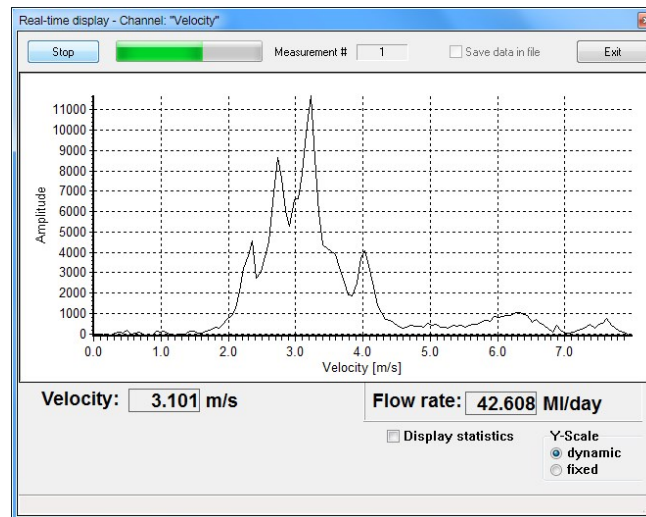 Real-time display - Channel: "Velocity"
Stop
Measurement #
1
Save data in file
Exit
11000
10000
9000
8000
7000
6000
5000
4000
3000
2000
1000
0
Amplitude
0.0 1.0 2.0 3.0 4.0 5.0 6.0 7.0
Velocity [m/s]
Velocity: 3.101 m/s
Flow rate: 42.608 Ml/day
Display statistics
Y-Scale
dynamic
fixed